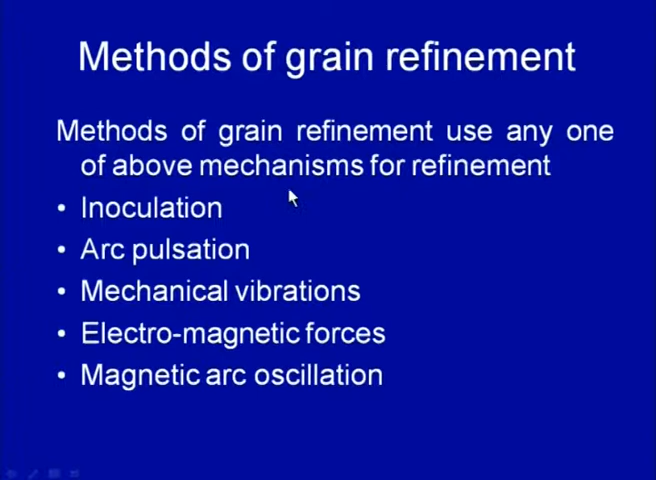 Methods of grain refinement
Methods of grain refinement use any one
of above mechanisms for refinement
• Inoculation
• Arc pulsation
• Mechanical vibrations
• Electro-magnetic forces
• Magnetic arc oscillation